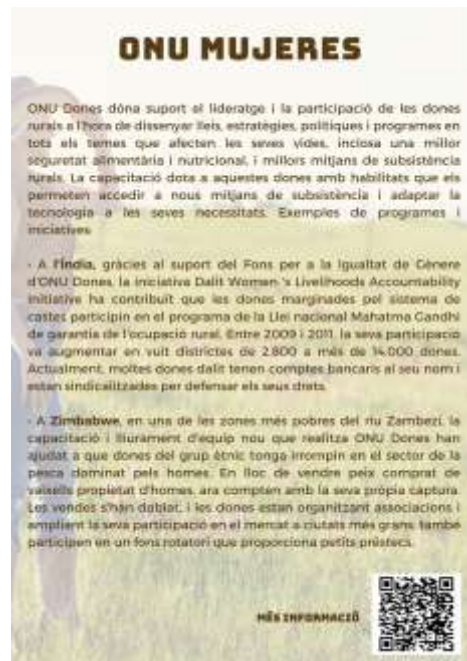 ONU MUJERES
ONU Dones dóna suport el lideratge i la participació de les dones
rurals a l'hora de dissenyar lleis, estratègies, polítiques i programes en
tots els temes que afecten les seves vides, inclosa una millor
seguretat alimentària i nutricional, i millors mitjans de subsistència
rurals. La capacitació dota a aquestes dones amb habilitats que els
permeten accedir a nous mitjans de subsistència i adaptar la
tecnologia a les seves necessitats. Exemples de programes i
iniciatives:
- A l'Índia, gràcies al suport del Fons per a la Igualtat de Gènere
d'ONU Dones, la iniciativa Dalit Women 's Livelihoods Accountability
Initiative ha contribuït que les dones marginades pel sistema de
castes participin en el programa de la Llei nacional Mahatma Gandhi
de garantia de l'ocupació rural. Entre 2009 i 2011, la seva participació
va augmentar en vuit districtes de 2.800 a més de 14.000 dones.
Actualment, moltes dones dalit tenen comptes bancaris al seu nom i
estan sindicalitzades per defensar els seus drets.
- A Zimbabwe, en una de les zones més pobres del riu Zambezi, la
capacitació i lliurament d'equip nou que realitza ONU Dones han
ajudat a que dones del grup ètnic tonga irrompin en el sector de la
pesca dominat pels homes. En lloc de vendre peix comprat de
vaixells propietat d'homes, ara compten amb la seva pròpia captura.
Les vendes s'han doblat, i les dones estan organitzant associacions i
ampliant la seva participació en el mercat a ciutats més grans; també
participen en un fons rotatori que proporciona petits préstecs.
MÉS INFORMACIÓ